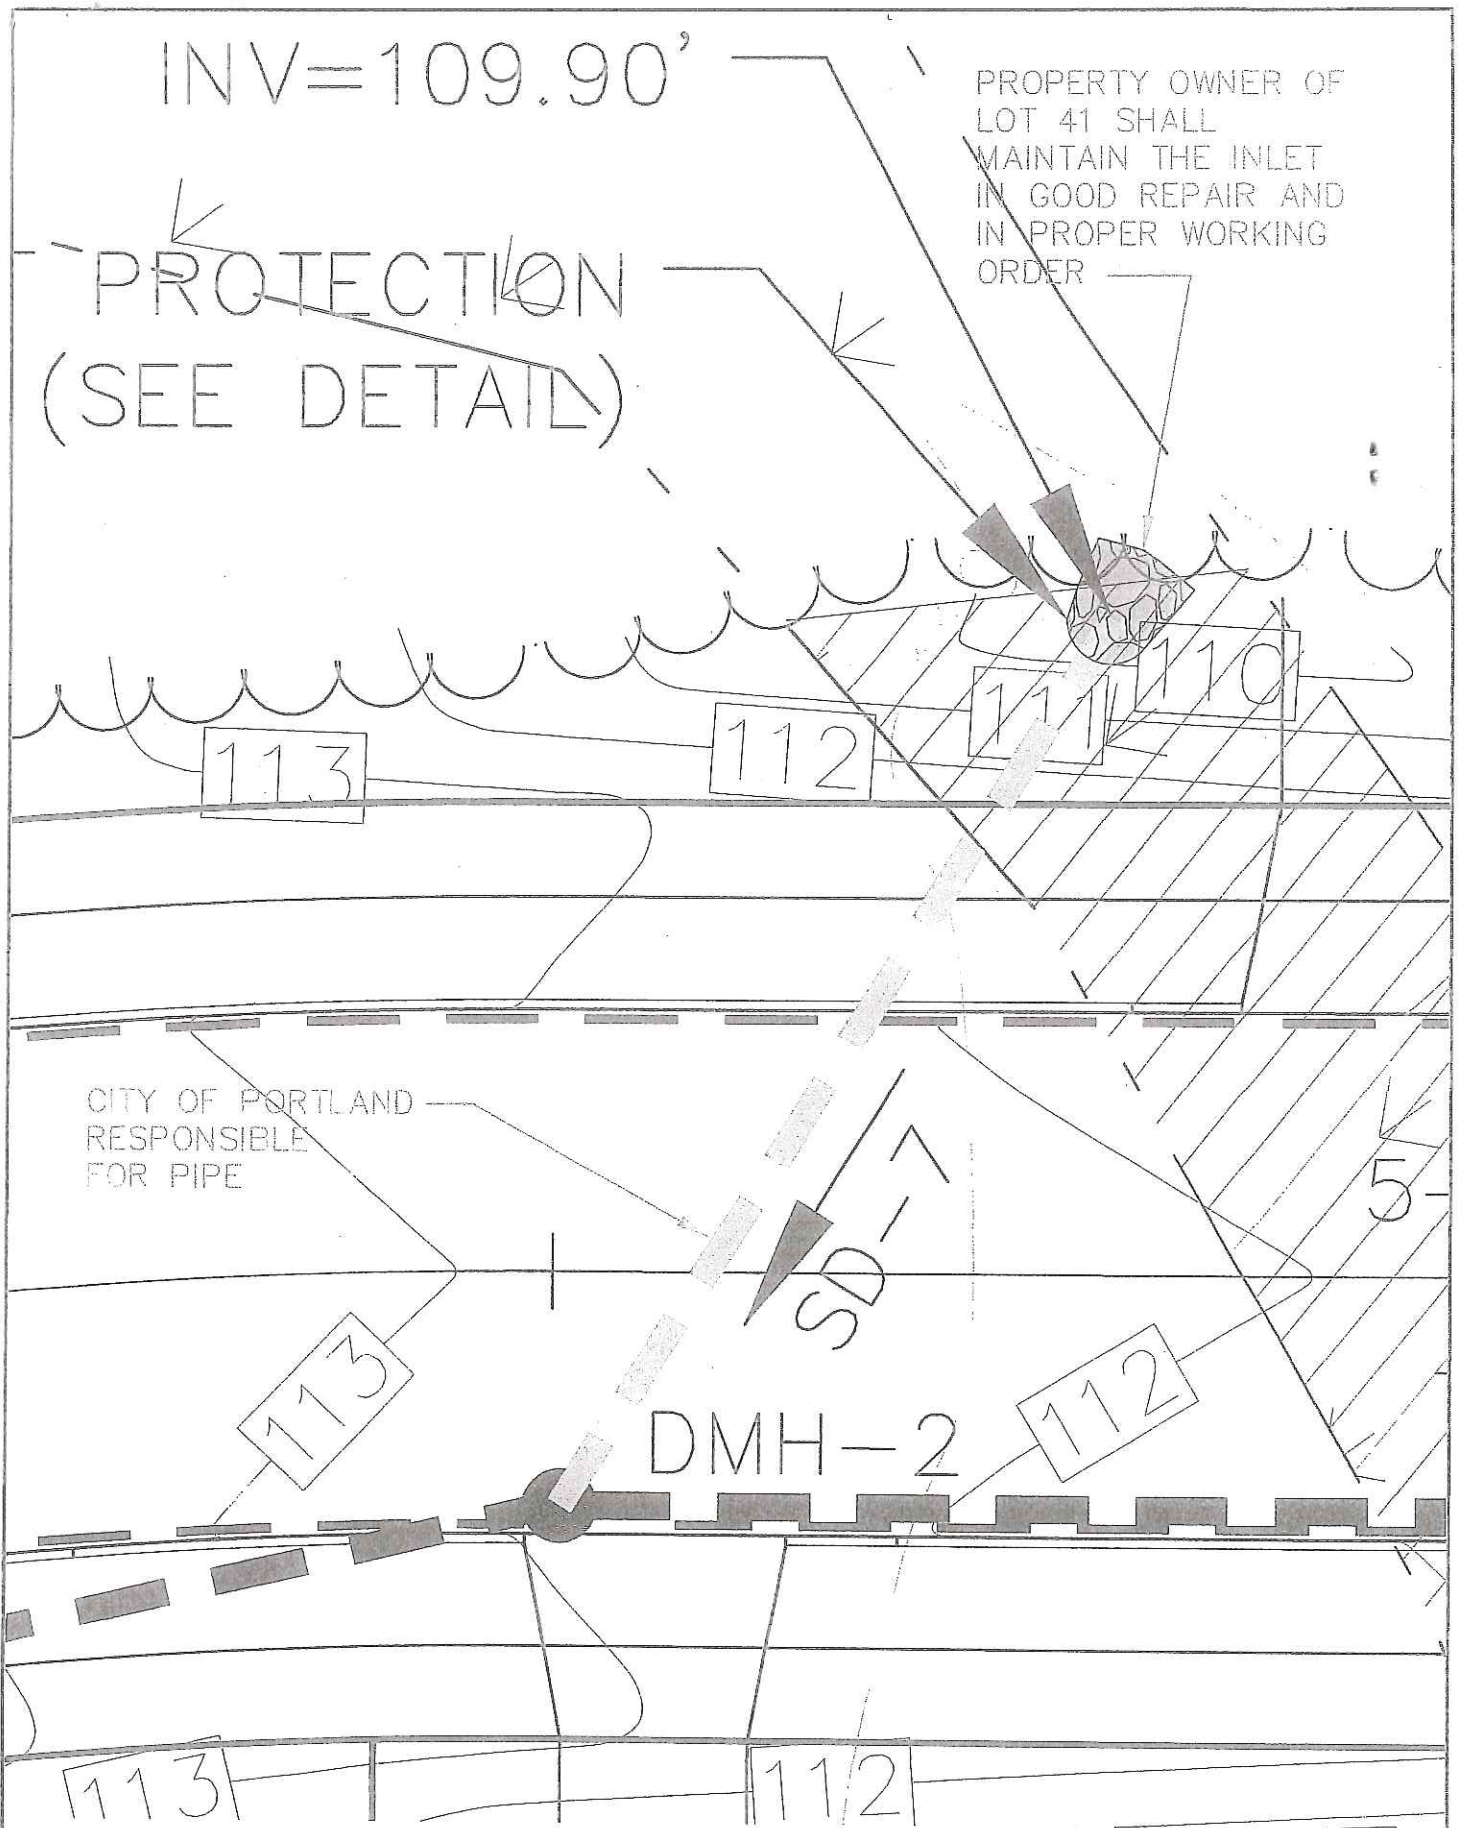 INV=109.90’
PROPERTY OWNER OF
LOT 41 SHALL
MAINTAIN THE INLET
IN GOOD REPAIR AND
IN PROPER WORKING
ORDER
PROTECTION
(SEE DETAIL)
110
111
112
113
CITY OF PORTLAND
RESPONSIBLE
FOR PIPE
SD-7
5-
113
112
DMH-2
113
112